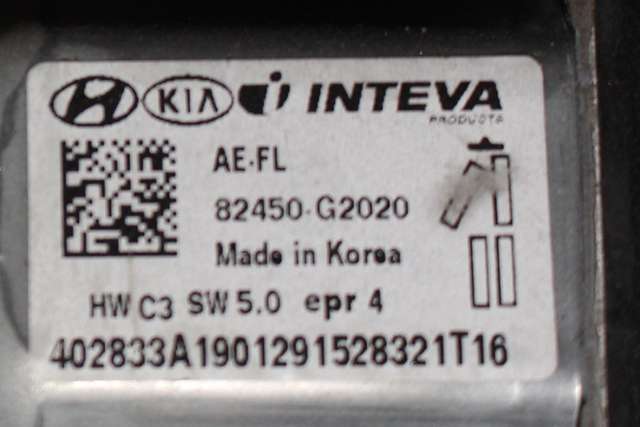 KIA INTEVA
PRODUCTS
AE-FL
82450-G2020
Made in Korea
HW C3 SW 5.0 epr 4
402833A1901291528321T16